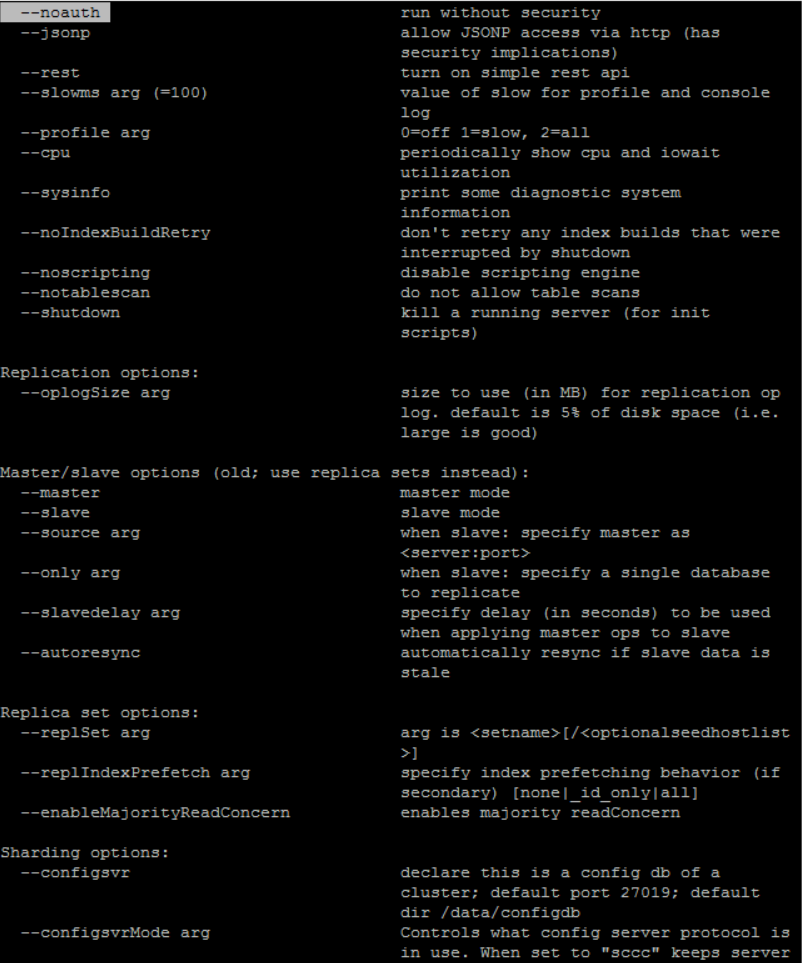 --noauth run without security
--jsonp allow JSONP access via http (has
security implications)
--rest turn on simple rest api
--slowms arg (=100) value of slow for profile and console
log
--profile arg 0=off 1=slow, 2=all
--cpu periodically show cpu and iowait
utilization
--sysinfo print some diagnostic system
information
--noIndexBuildRetry don't retry any index builds that were
interrupted by shutdown
--noscripting disable scripting engine
--notablescan do not allow table scans
--shutdown kill a running server (for init
scripts)
Replication options:
--oplogSize arg size to use (in MB) for replication op
log. default is 5% of disk space (i.e.
large is good)
Master/slave options (old; use replica sets instead):
--master master mode
--slave slave mode
--source arg when slave: specify master as
<server:port>
--only arg when slave: specify a single database
to replicate
--slavedelay arg specify delay (in seconds) to be used
when applying master ops to slave
--autoresync automatically resync if slave data is
stale
Replica set options:
--replSet arg arg is <setname>[/<optionalseedhostlist
>]
--replIndexPrefetch arg specify index prefetching behavior (if
secondary) [none|_id_only|all]
--enableMajorityReadConcern enables majority readConcern
Sharding options:
--configsvr declare this is a config db of a
cluster; default port 27019; default
dir /data/configdb
--configsvrMode arg Controls what config server protocol is
in use. When set to "sccc" keeps server